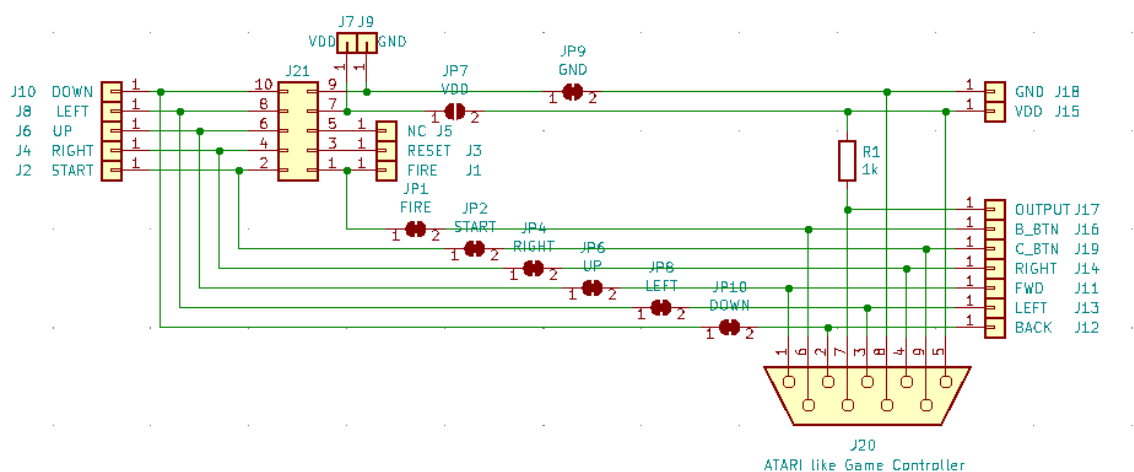 J7 J9
VDD GND
1 1
JP9
GND
1 2
J21
JP7
VDD
1 2
J10 DOWN 1 10 9
J8 LEFT 1 8 7
J6 UP 1 6 5 1 NC J5
J4 RIGHT 1 4 3 1 RESET J3
J2 START 1 2 1 1 FIRE J1
1 GND J18
1 VDD J15
R1
1k
JP1
FIRE
1 2
JP2
START
1 2
JP4
RIGHT
1 2
JP6
UP
1 2
JP8
LEFT
1 2
JP10
DOWN
1 2
1 OUTPUT J17
1 B_BTN J16
1 C_BTN J19
1 RIGHT J14
1 FWD J11
1 LEFT J13
1 BACK J12
1 6 2 7 3 8 4 9 5
J20
ATARI like Game Controller